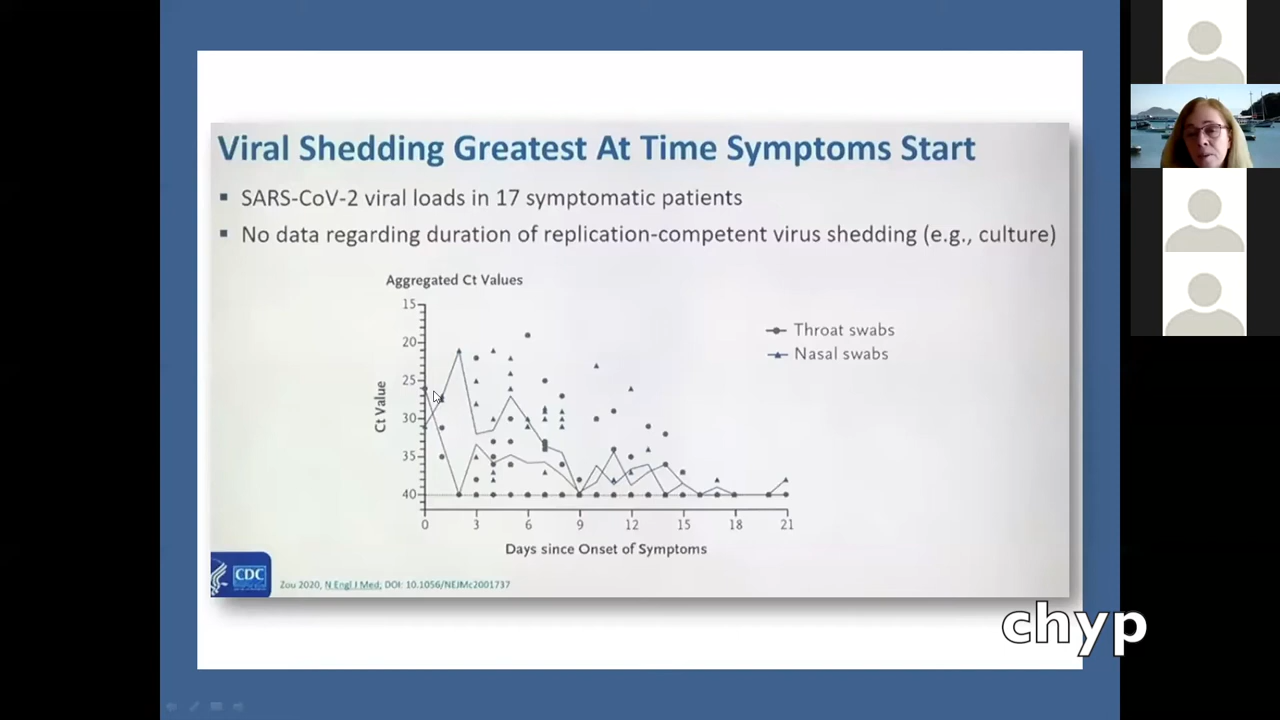 Viral Shedding Greatest At Time Symptoms Start
SARS-CoV-2 viral loads in 17 symptomatic patients
No data regarding duration of replication-competent virus shedding (e.g., culture)
Aggregated Ct Values
15
20
25
30
35
40
Ct Value
0 3 6 9 12 15 18 21
Days since Onset of Symptoms
Throat swabs
Nasal swabs
CDC
Zou 2020, N Engl J Med; DOI: 10.1056/NEJMc2001737
chyp